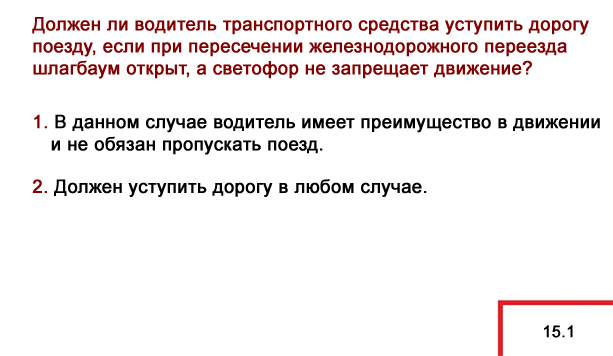 Должен ли водитель транспортного средства уступить дорогу
поезду, если при пересечении железнодорожного переезда
шлагбаум открыт, а светофор не запрещает движение?
1. В данном случае водитель имеет преимущество в движении
и не обязан пропускать поезд.
2. Должен уступить дорогу в любом случае.
15.1